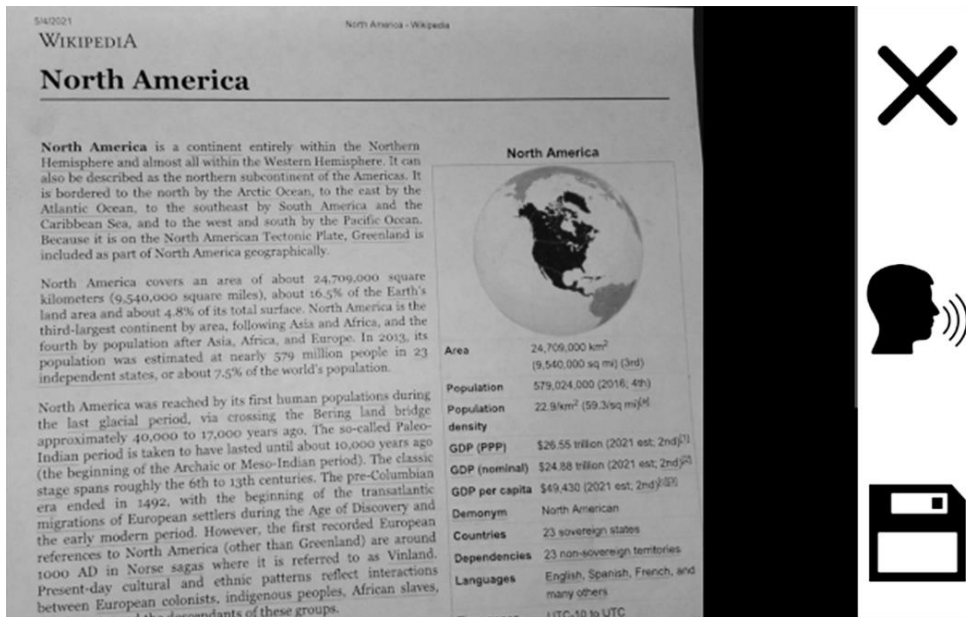 5/4/2021
North America - Wikipedia
WIKIPEDIA
North America
North America is a continent entirely within the Northern
Hemisphere and almost all within the Western Hemisphere. It can
also be described as the northern subcontinent of the Americas. It
is bordered to the north by the Arctic Ocean, to the east by the
Atlantic Ocean, to the southeast by South America and the
Caribbean Sea, and to the west and south by the Pacific Ocean.
Because it is on the North American Tectonic Plate, Greenland is
included as part of North America geographically.
North America covers an area of about 24,709,000 square
kilometers (9,540,000 square miles), about 16.5% of the Earth's
land area and about 4.8% of its total surface. North America is the
third-largest continent by area, following Asia and Africa, and the
fourth by population after Asia, Africa, and Europe. In 2013, its
population was estimated at nearly 579 million people in 23
independent states, or about 7.5% of the world's population.
North America was reached by its first human populations during
the last glacial period, via crossing the Bering land bridge
approximately 40,000 to 17,000 years ago. The so-called Paleo-
Indian period is taken to have lasted until about 10,000 years ago
(the beginning of the Archaic or Meso-Indian period). The classic
stage spans roughly the 6th to 13th centuries. The pre-Columbian
era ended in 1492, with the beginning of the transatlantic
migrations of European settlers during the Age of Discovery and
the early modern period. However, the first recorded European
references to North America (other than Greenland) are around
1000 AD in Norse sagas where it is referred to as Vinland.
Present-day cultural and ethnic patterns reflect interactions
between European colonists, indigenous peoples, African slaves,
descendants of these groups.
North America
Area 24,709,000 km²
(9,540,000 sq mi) (3rd)
Population 579,024,000 (2016; 4th)
Population 22.9/km² (59.3/sq mi)
density
GDP (PPP) $26.55 trillion (2021 est; 2nd)
GDP (nominal) $24.88 trillion (2021 est; 2nd)
GDP per capita $49,430 (2021 est; 2nd)
Demonym North American
Countries 23 sovereign states
Dependencies 23 non-sovereign territories
Languages English, Spanish, French, and
many others
UTC-10 to UTC